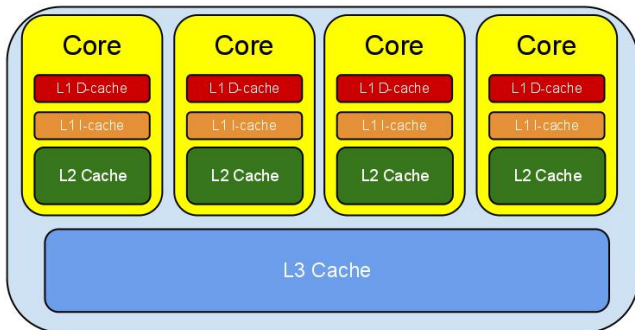 Core Core Core Core
L1 D-cache L1 D-cache L1 D-cache L1 D-cache
L1 I-cache L1 I-cache L1 I-cache L1 I-cache
L2 Cache L2 Cache L2 Cache L2 Cache
L3 Cache